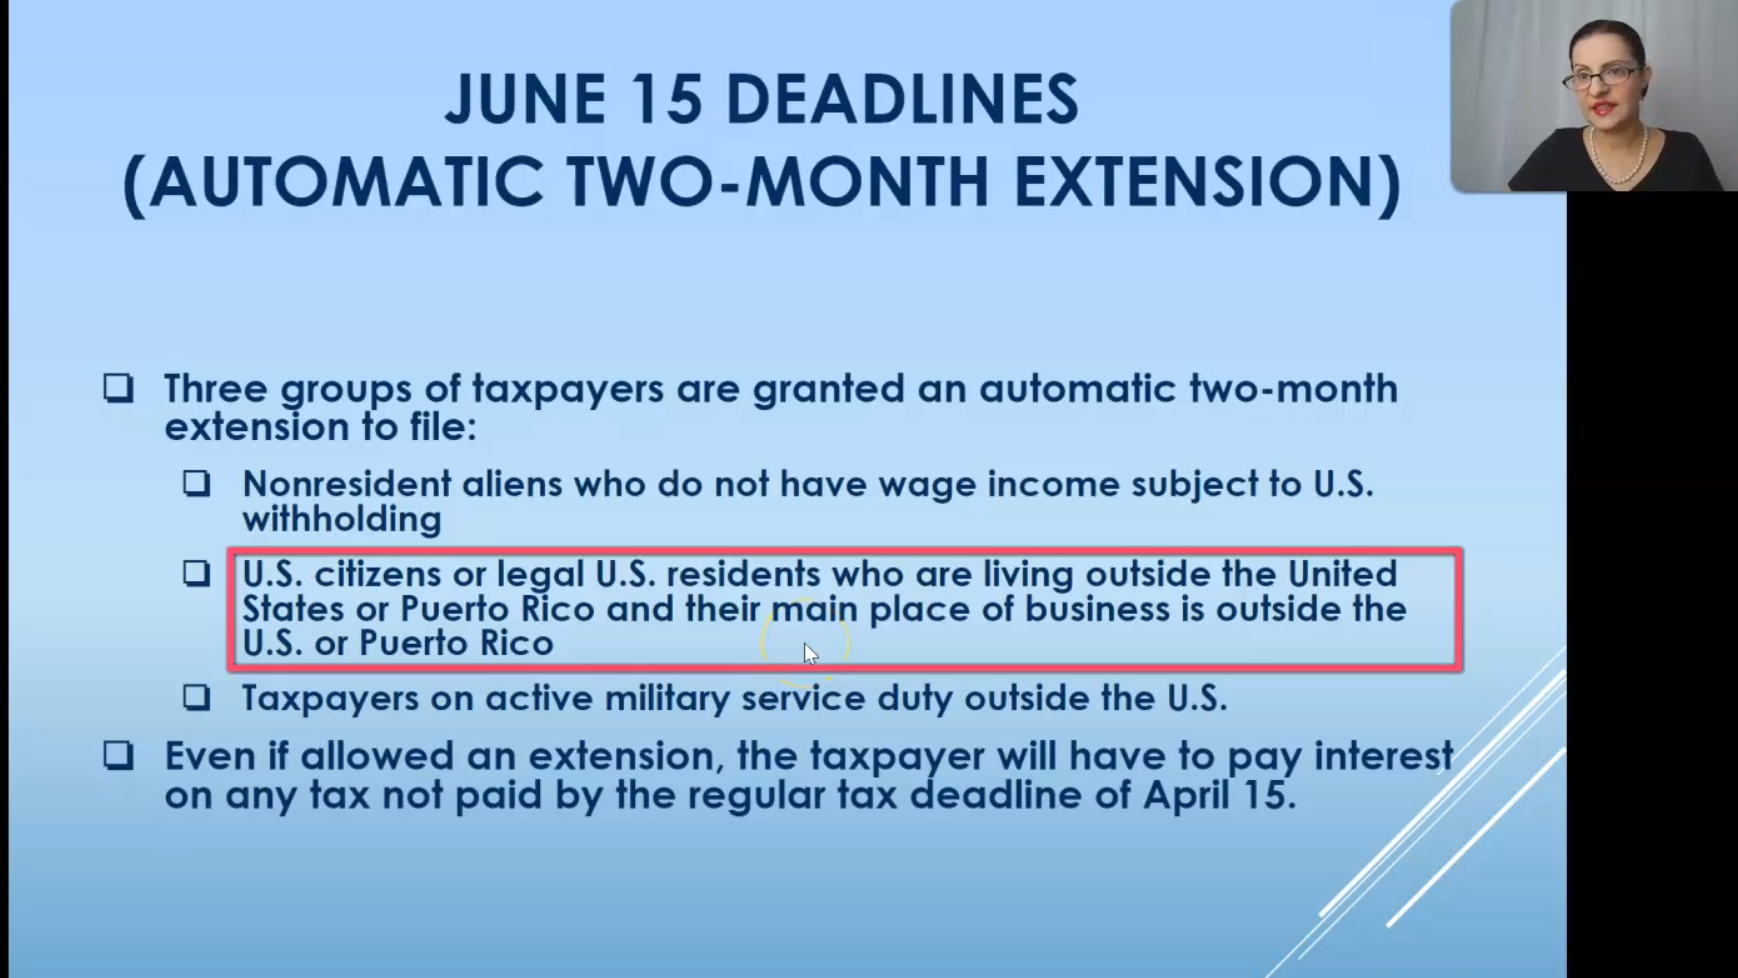 JUNE 15 DEADLINES
(AUTOMATIC TWO-MONTH EXTENSION)
Three groups of taxpayers are granted an automatic two-month
extension to file:
Nonresident aliens who do not have wage income subject to U.S.
withholding
U.S. citizens or legal U.S. residents who are living outside the United
States or Puerto Rico and their main place of business is outside the
U.S. or Puerto Rico
Taxpayers on active military service duty outside the U.S.
Even if allowed an extension, the taxpayer will have to pay interest
on any tax not paid by the regular tax deadline of April 15.